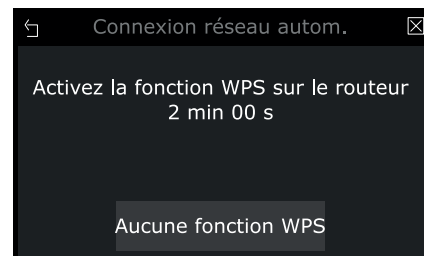 Connexion réseau autom.
Activez la fonction WPS sur le routeur
2 min 00 s
Aucune fonction WPS